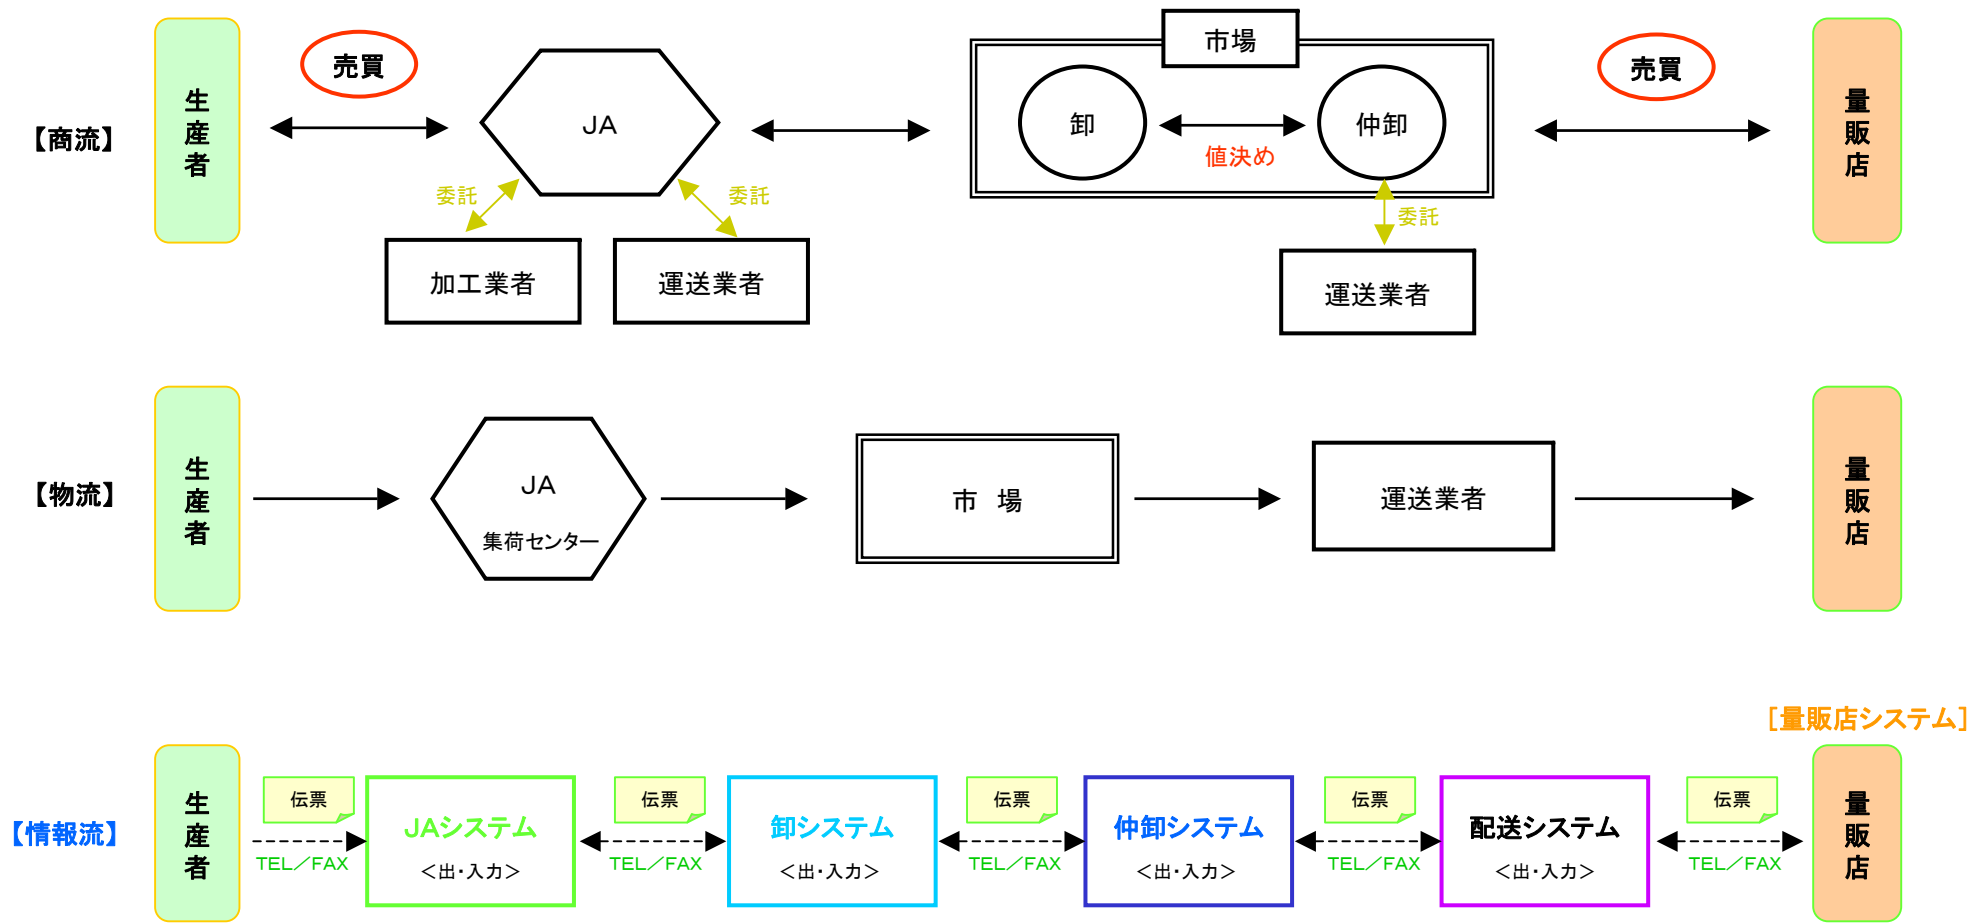 【商流】
生産者
売買
JA
委託
委託
加工業者
運送業者
市場
卸
値決め
仲卸
委託
運送業者
売買
量販店
【物流】
生産者
JA
集荷センター
市 場
運送業者
量販店
【情報流】
生産者
伝票
TEL／FAX
JAシステム
＜出・入力＞
伝票
TEL／FAX
卸システム
＜出・入力＞
伝票
TEL／FAX
仲卸システム
＜出・入力＞
伝票
TEL／FAX
配送システム
＜出・入力＞
伝票
TEL／FAX
［量販店システム］
量販店